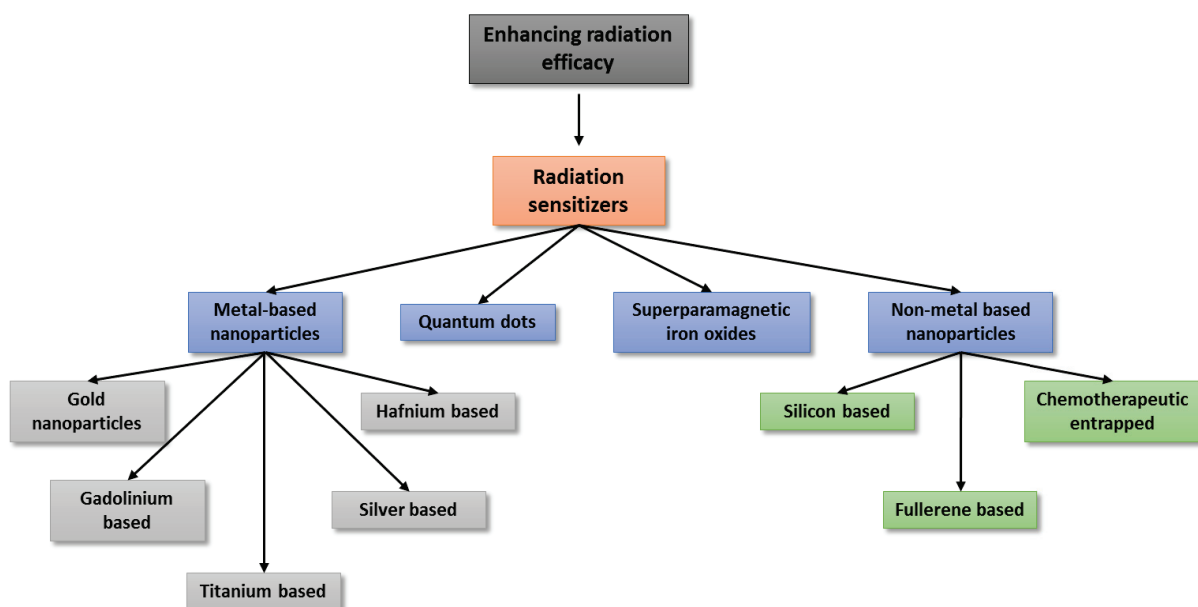 Enhancing radiation
efficacy
Radiation
sensitizers
Metal-based
nanoparticles
Quantum dots
Superparamagnetic
iron oxides
Non-metal based
nanoparticles
Gold
nanoparticles
Hafnium based
Silicon based
Chemotherapeutic
entrapped
Gadolinium
based
Silver based
Fullerene based
Titanium based